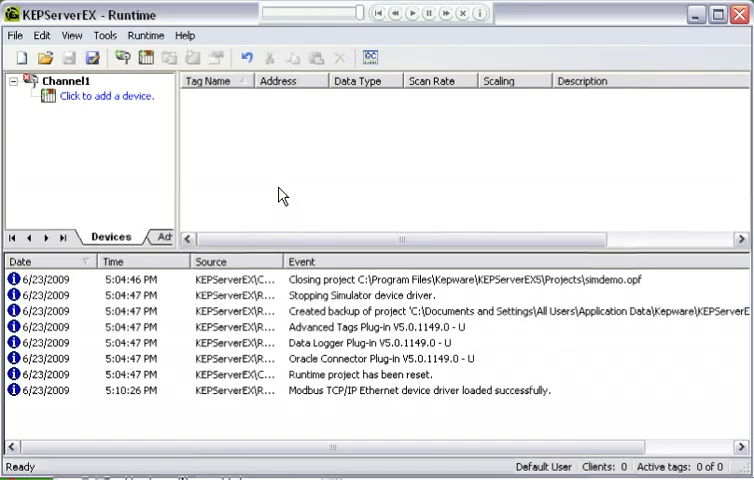 KEPServerEX - Runtime
File Edit View Tools Runtime Help
Channel1
Click to add a device.
Tag Name Address Data Type Scan Rate Scaling Description
Devices
Date Time Source Event
6/23/2009 5:04:46 PM KEPServerEX\C... Closing project C:\Program Files\Kepware\KEPServerEX5\Projects\simdemo.opf
6/23/2009 5:04:47 PM KEPServerEX\R... Stopping Simulator device driver.
6/23/2009 5:04:47 PM KEPServerEX\R... Created backup of project 'C:\Documents and Settings\All Users\Application Data\Kepware\KEPServerE
6/23/2009 5:04:47 PM KEPServerEX\R... Advanced Tags Plug-in V5.0.1149.0 - U
6/23/2009 5:04:47 PM KEPServerEX\R... Data Logger Plug-in V5.0.1149.0 - U
6/23/2009 5:04:47 PM KEPServerEX\R... Oracle Connector Plug-in V5.0.1149.0 - U
6/23/2009 5:04:47 PM KEPServerEX\C... Runtime project has been reset.
6/23/2009 5:10:26 PM KEPServerEX\R... Modbus TCP/IP Ethernet device driver loaded successfully.
Ready Default User Clients: 0 Active tags: 0 of 0